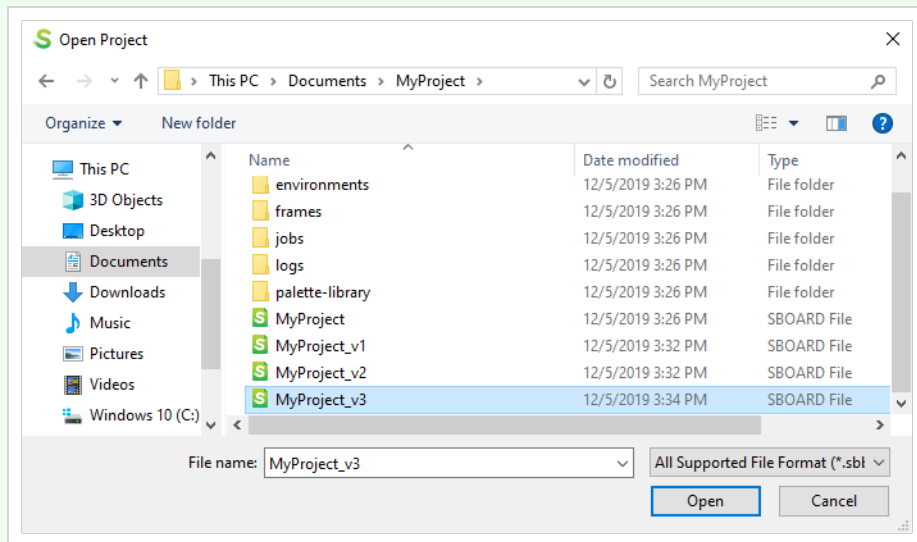 Open Project
This PC > Documents > MyProject >
Search MyProject
Organize
New folder
Name Date modified Type
This PC
3D Objects
Desktop
Documents
Downloads
Music
Pictures
Videos
Windows 10 (C:)
environments 12/5/2019 3:26 PM File folder
frames 12/5/2019 3:26 PM File folder
jobs 12/5/2019 3:26 PM File folder
logs 12/5/2019 3:26 PM File folder
palette-library 12/5/2019 3:26 PM File folder
MyProject 12/5/2019 3:26 PM SBOARD File
MyProject_v1 12/5/2019 3:32 PM SBOARD File
MyProject_v2 12/5/2019 3:32 PM SBOARD File
MyProject_v3 12/5/2019 3:34 PM SBOARD File
File name: MyProject_v3
All Supported File Format (*.sb
Open
Cancel